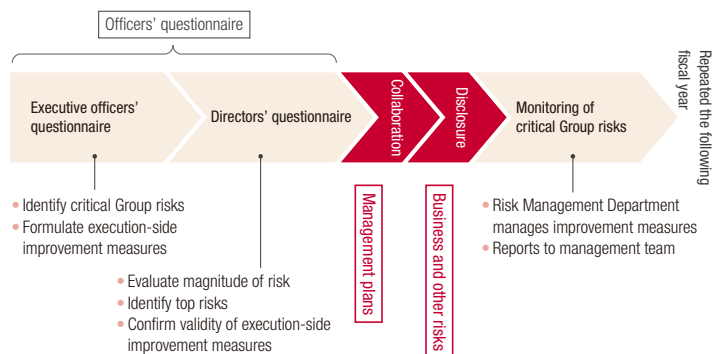 Officers’ questionnaire
Executive officers’
questionnaire
Directors’ questionnaire
Collaboration
Disclosure
Monitoring of
critical Group risks
Repeated the following
fiscal year
• Identify critical Group risks
• Formulate execution-side
improvement measures
• Evaluate magnitude of risk
• Identify top risks
• Confirm validity of execution-side
improvement measures
Management plans
Business and other risks
• Risk Management Department
manages improvement measures
• Reports to management team